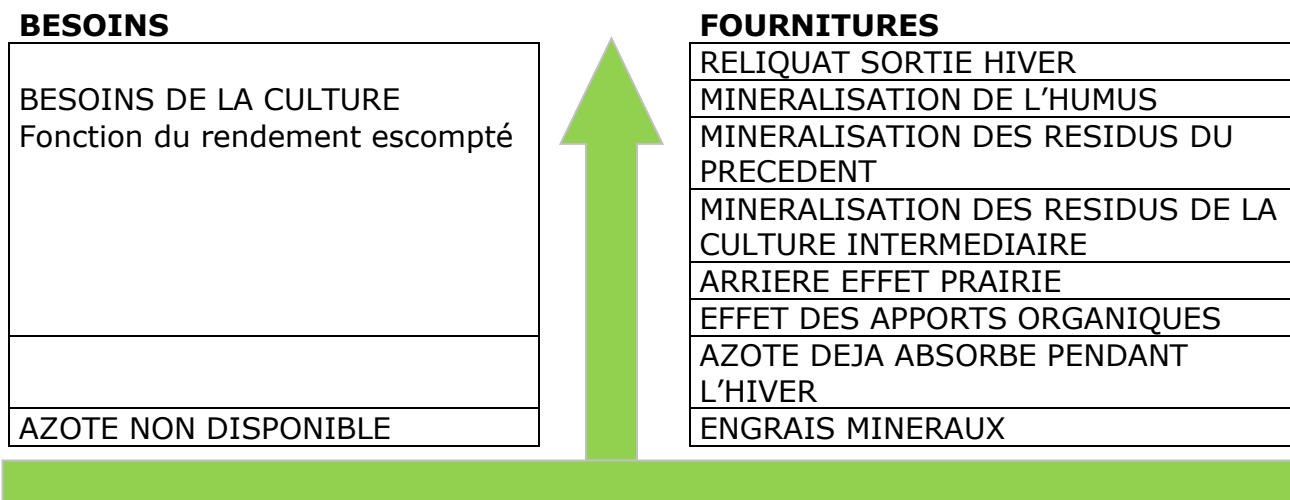 BESOINS
BESOINS DE LA CULTURE
Fonction du rendement escompté
AZOTE NON DISPONIBLE
FOURNITURES
RELIQUAT SORTIE HIVER
MINERALISATION DE L’HUMUS
MINERALISATION DES RESIDUS DU
PRECEDENT
MINERALISATION DES RESIDUS DE LA
CULTURE INTERMEDIAIRE
ARRIERE EFFET PRAIRIE
EFFET DES APPORTS ORGANIQUES
AZOTE DEJA ABSORBE PENDANT
L’HIVER
ENGRAIS MINERAUX